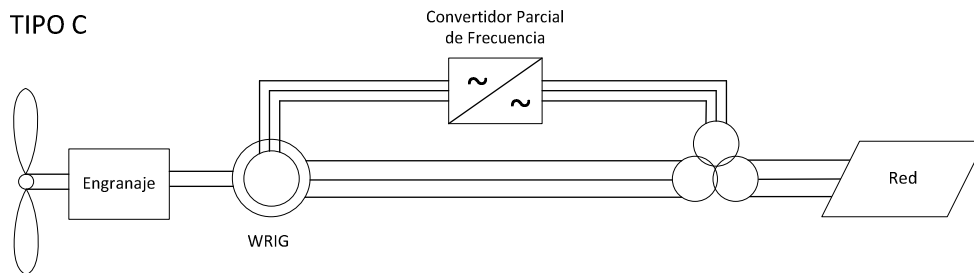 TIPO C
Convertidor Parcial
de Frecuencia
~
~
Engranaje
WRIG
Red